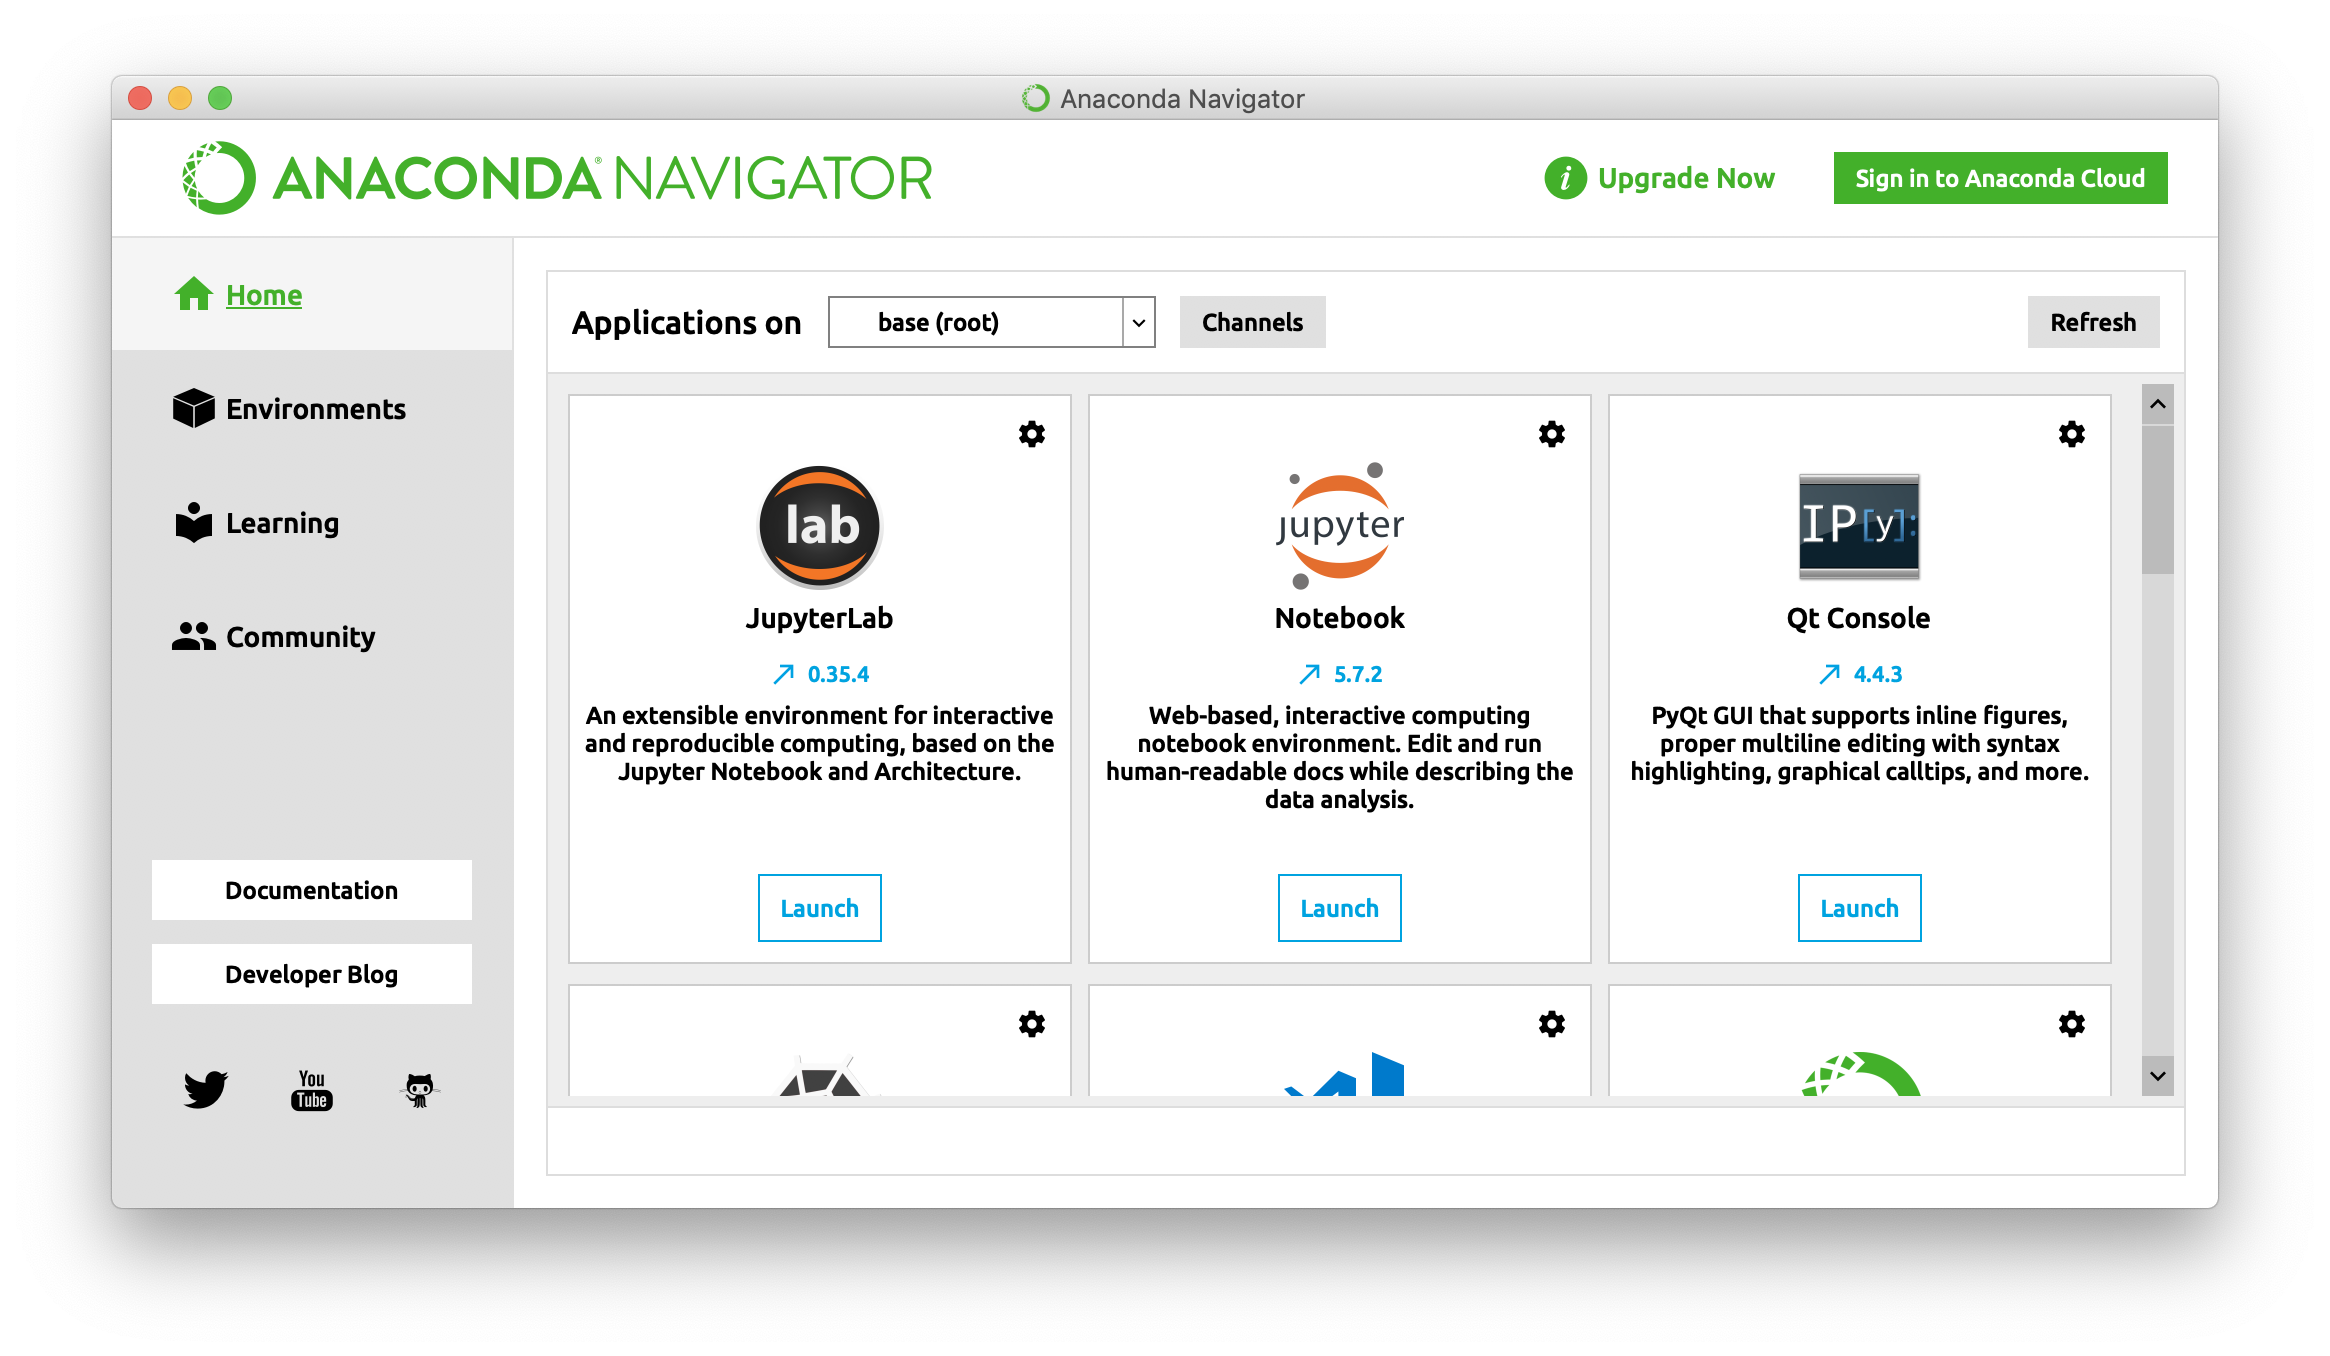 Anaconda Navigator
ANACONDA® NAVIGATOR
i Upgrade Now
Sign in to Anaconda Cloud
Home
Environments
Learning
Community
Documentation
Developer Blog
You
Tube
Applications on
base (root)
Channels
Refresh
lab
JupyterLab
0.35.4
An extensible environment for interactive
and reproducible computing, based on the
Jupyter Notebook and Architecture.
Launch
jupyter
Notebook
5.7.2
Web-based, interactive computing
notebook environment. Edit and run
human-readable docs while describing the
data analysis.
Launch
IP[y]:
Qt Console
4.4.3
PyQt GUI that supports inline figures,
proper multiline editing with syntax
highlighting, graphical calltips, and more.
Launch